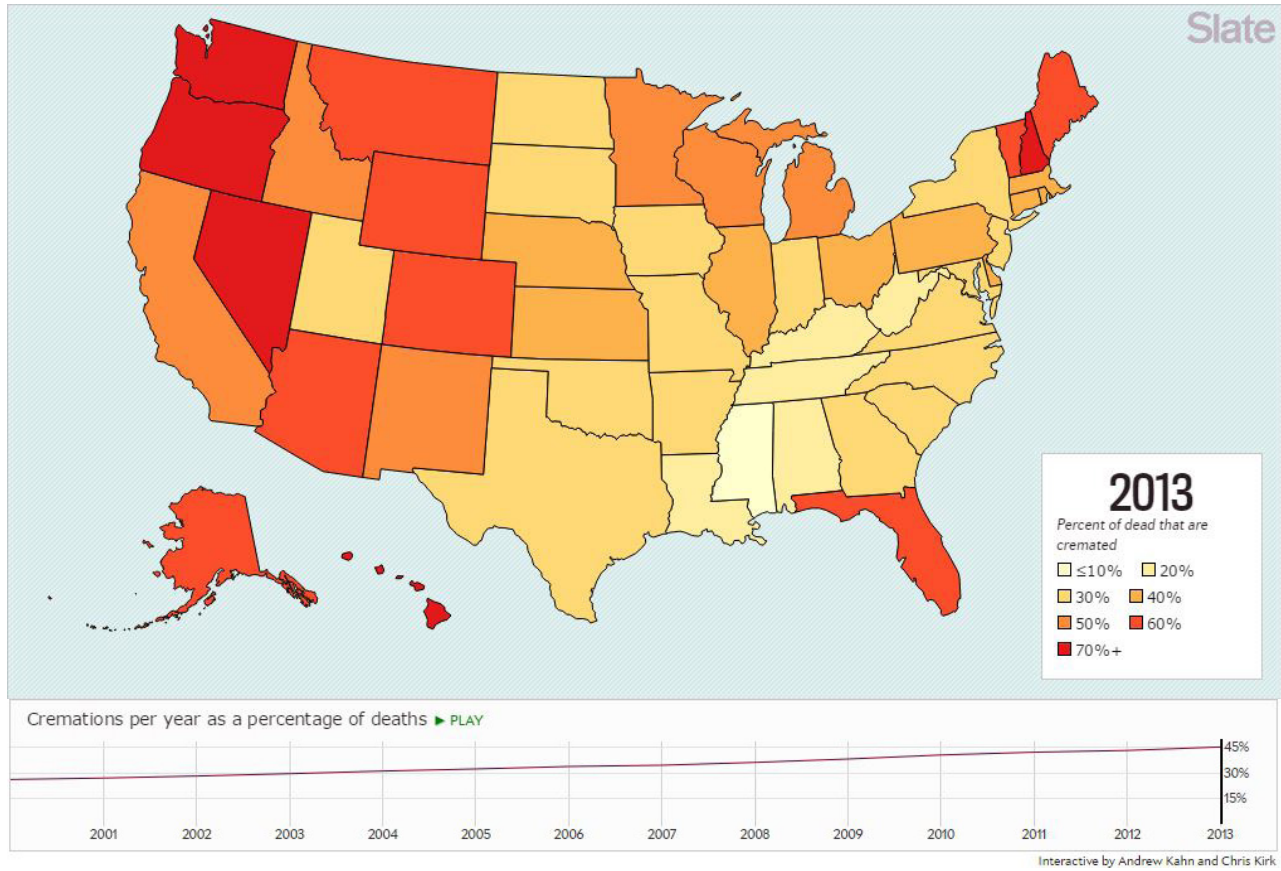 Slate
2013
Percent of dead that are
cremated
≤10% 20%
30% 40%
50% 60%
70%+
Cremations per year as a percentage of deaths ► PLAY
45%
30%
15%
2001 2002 2003 2004 2005 2006 2007 2008 2009 2010 2011 2012 2013
Interactive by Andrew Kahn and Chris Kirk